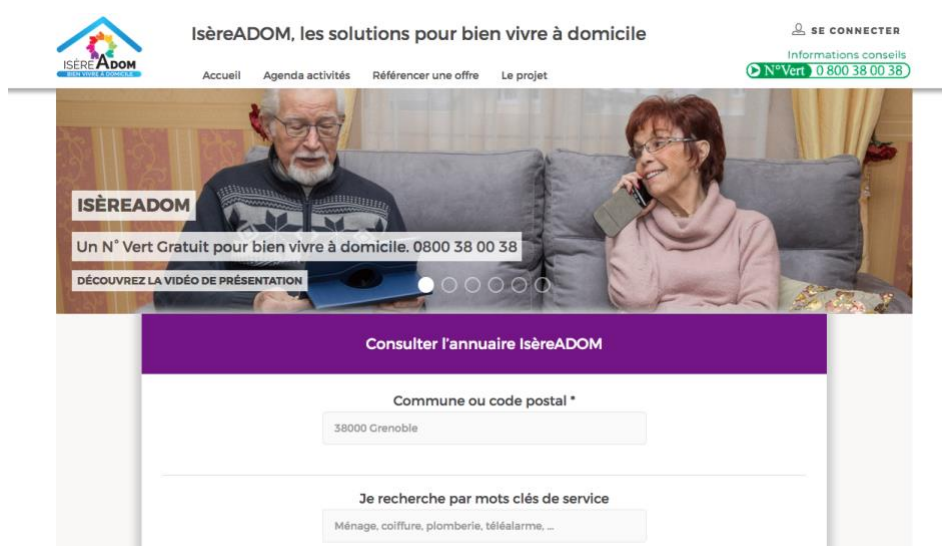 IsèreADOM, les solutions pour bien vivre à domicile
SE CONNECTER
ISÈRE ADOM
BIEN VIVRE À DOMICILE
Informations conseils
N°Vert 0 800 38 00 38
Accueil Agenda activités Référencer une offre Le projet
ISÈREADOM
Un N° Vert Gratuit pour bien vivre à domicile. 0800 38 00 38
DÉCOUVREZ LA VIDÉO DE PRÉSENTATION
Consulter l'annuaire IsèreADOM
Commune ou code postal *
38000 Grenoble
Je recherche par mots clés de service
Ménage, coiffure, plomberie, téléalarme, ...